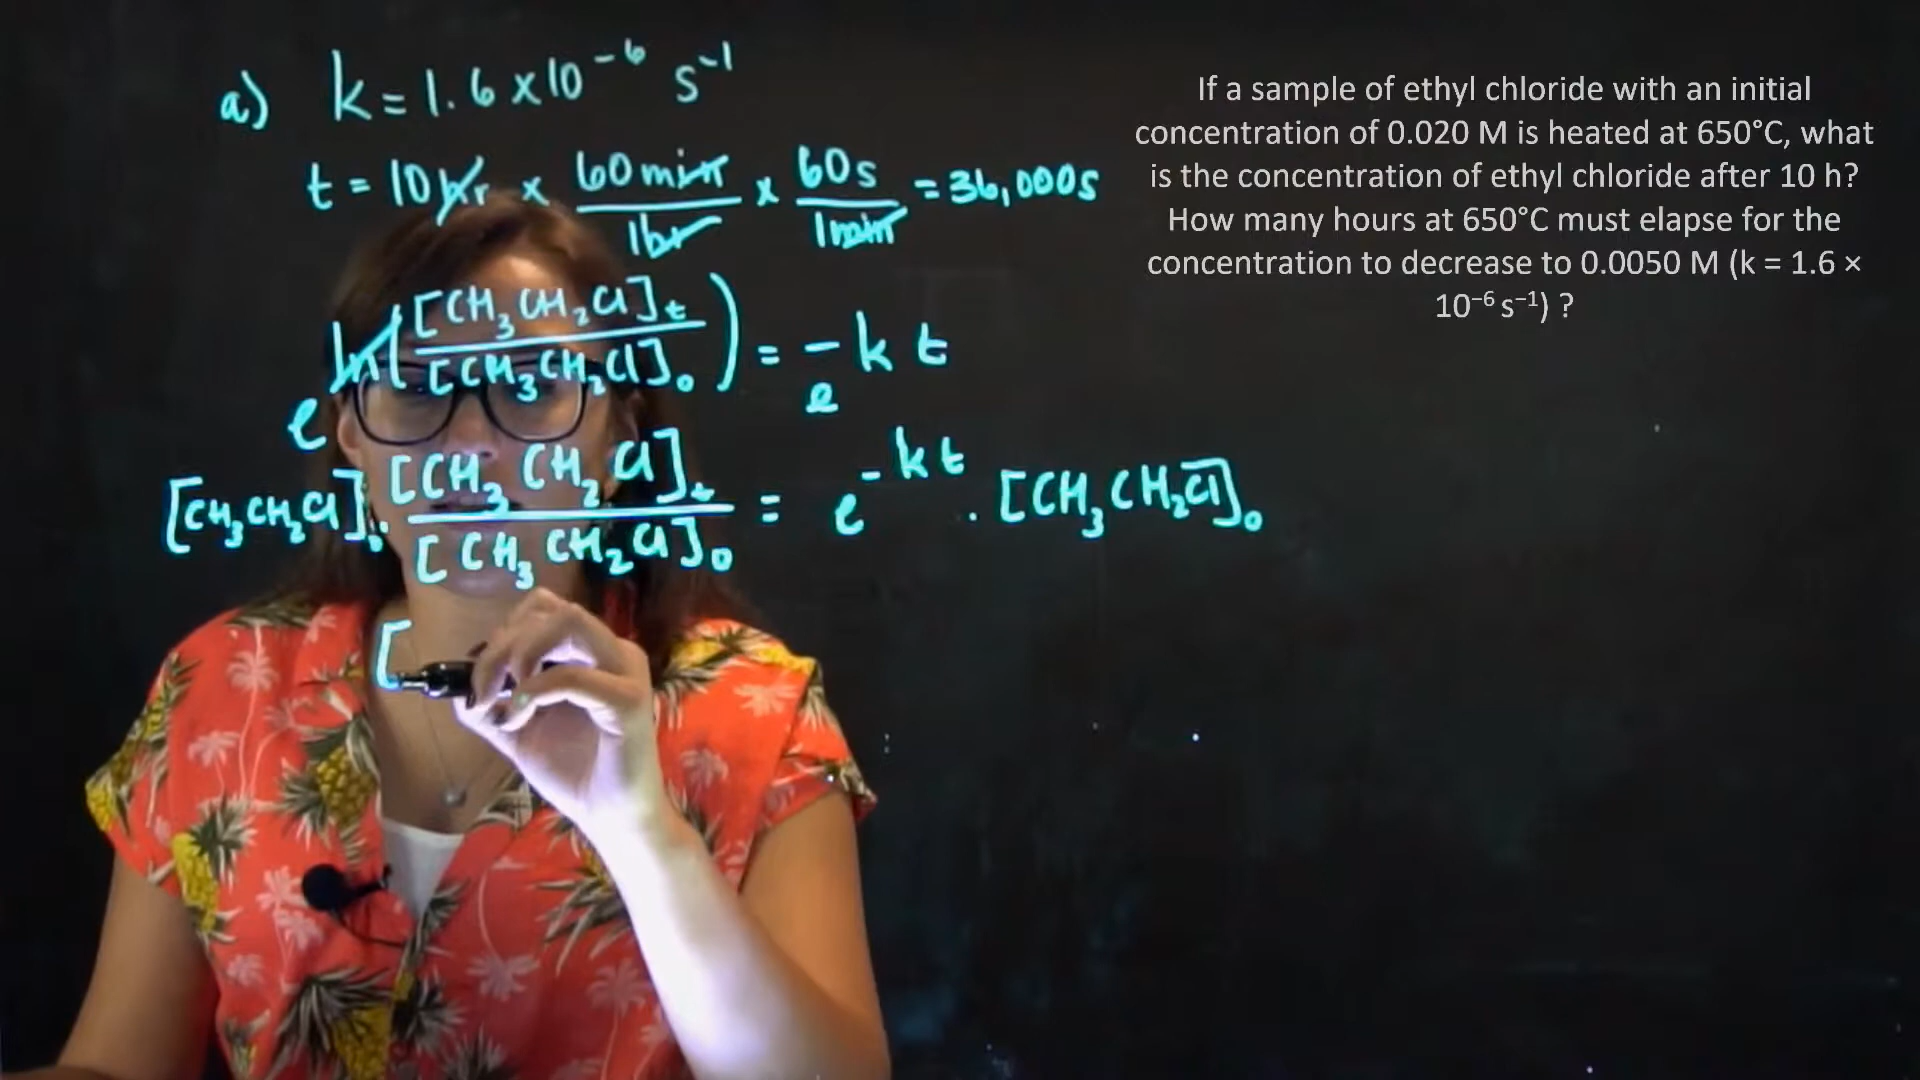 a) k = 1.6 x 10⁻⁶ s⁻¹
t = 10 hr x 60 min / 1 hr x 60 s / 1 min = 36,000 s
e ln([CH₃CH₂Cl]t / [CH₃CH₂Cl]₀) = e -kt
[CH₃CH₂Cl]₀ · [CH₃CH₂Cl]t / [CH₃CH₂Cl]₀ = e^-kt · [CH₃CH₂Cl]₀
[
If a sample of ethyl chloride with an initial
concentration of 0.020 M is heated at 650°C, what
is the concentration of ethyl chloride after 10 h?
How many hours at 650°C must elapse for the
concentration to decrease to 0.0050 M (k = 1.6 ×
10⁻⁶ s⁻¹) ?